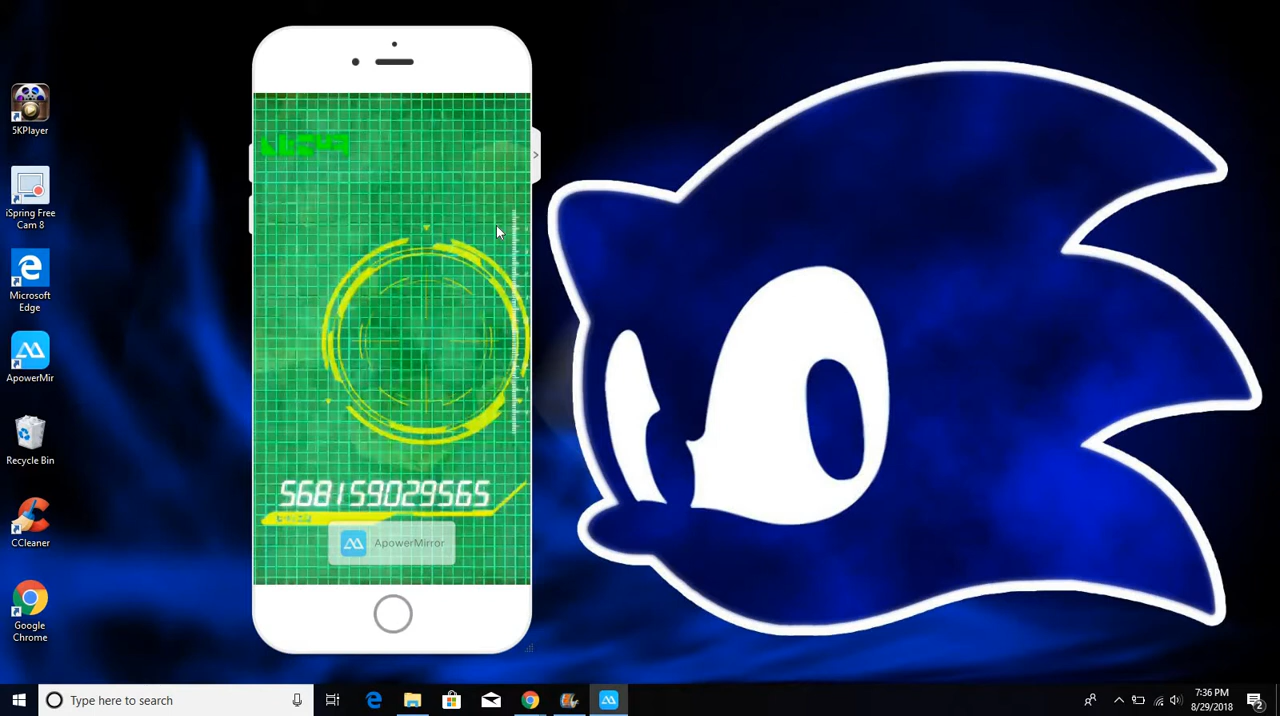 5KPlayer
iSpring Free
Cam 8
Microsoft
Edge
ApowerMir
Recycle Bin
CCleaner
Google
Chrome
568159029565
ApowerMirror
Type here to search
7:36 PM
8/29/2018
2